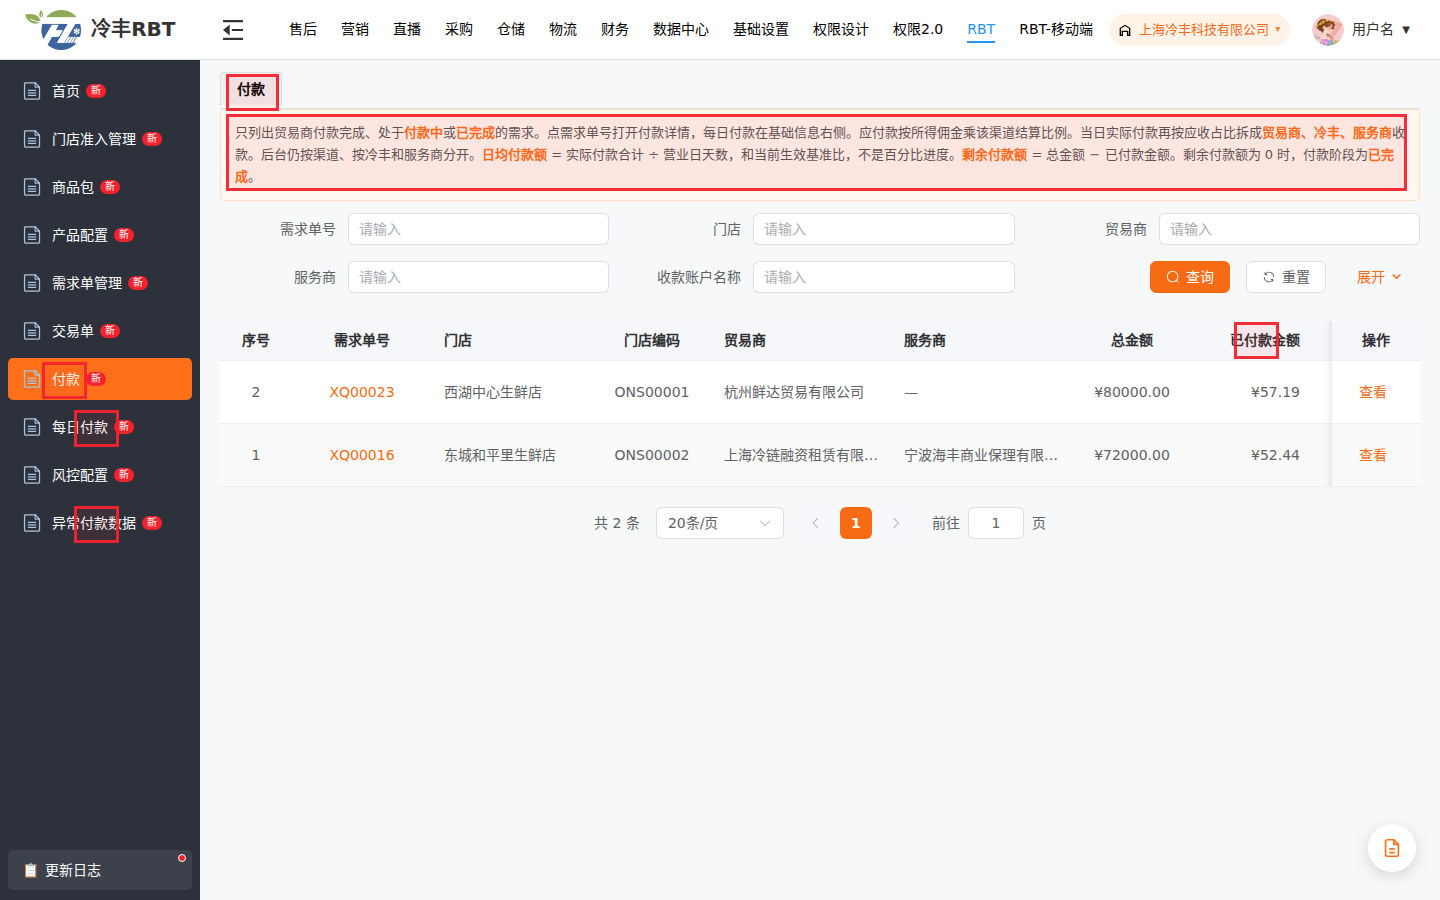 冷丰RBT
售后 营销 直播 采购 仓储 物流 财务 数据中心 基础设置 权限设计 权限2.0 RBT RBT-移动端 上海冷丰科技有限公司 ▾ 用户名 ▼
首页 新
门店准入管理 新
商品包 新
产品配置 新
需求单管理 新
交易单 新
付款 新
每日付款 新
风控配置 新
异常付款数据 新
更新日志
付款
只列出贸易商付款完成、处于付款中或已完成的需求。点需求单号打开付款详情，每日付款在基础信息右侧。应付款按所得佣金乘该渠道结算比例。当日实际付款再按应收占比拆成贸易商、冷丰、服务商收
款。后台仍按渠道、按冷丰和服务商分开。日均付款额 = 实际付款合计 ÷ 营业日天数，和当前生效基准比，不是百分比进度。剩余付款额 = 总金额 − 已付款金额。剩余付款额为 0 时，付款阶段为已完
成。
需求单号 请输入 门店 请输入 贸易商 请输入
服务商 请输入 收款账户名称 请输入 查询 重置 展开
序号 需求单号 门店 门店编码 贸易商 服务商 总金额 已付款金额 操作
2 XQ00023 西湖中心生鲜店 ONS00001 杭州鲜达贸易有限公司 — ¥80000.00 ¥57.19 查看
1 XQ00016 东城和平里生鲜店 ONS00002 上海冷链融资租赁有限... 宁波海丰商业保理有限... ¥72000.00 ¥52.44 查看
共 2 条 20条/页 1 前往 1 页